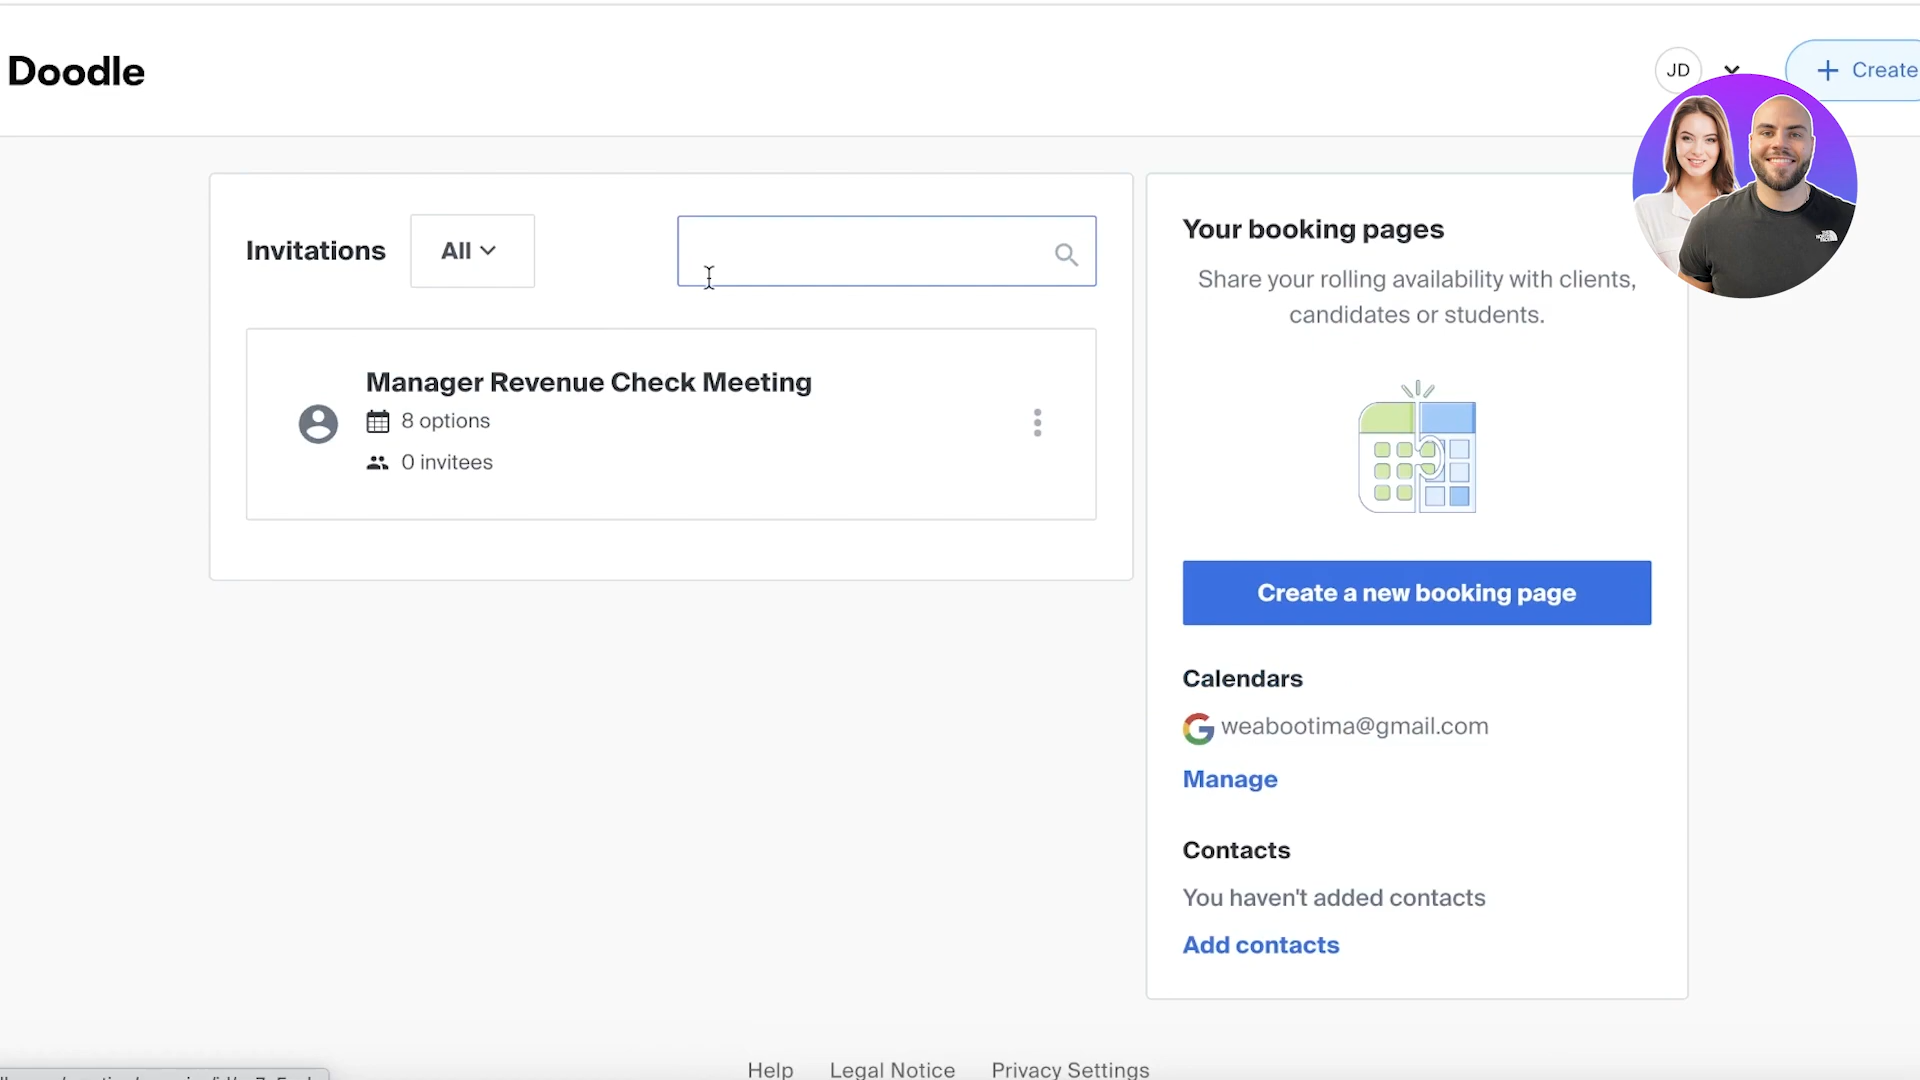 Doodle
JD
Create
Invitations
All
Manager Revenue Check Meeting
8 options
0 invitees
Your booking pages
Share your rolling availability with clients,
candidates or students.
Create a new booking page
Calendars
weabootima@gmail.com
Manage
Contacts
You haven't added contacts
Add contacts
Help
Legal Notice
Privacy Settings